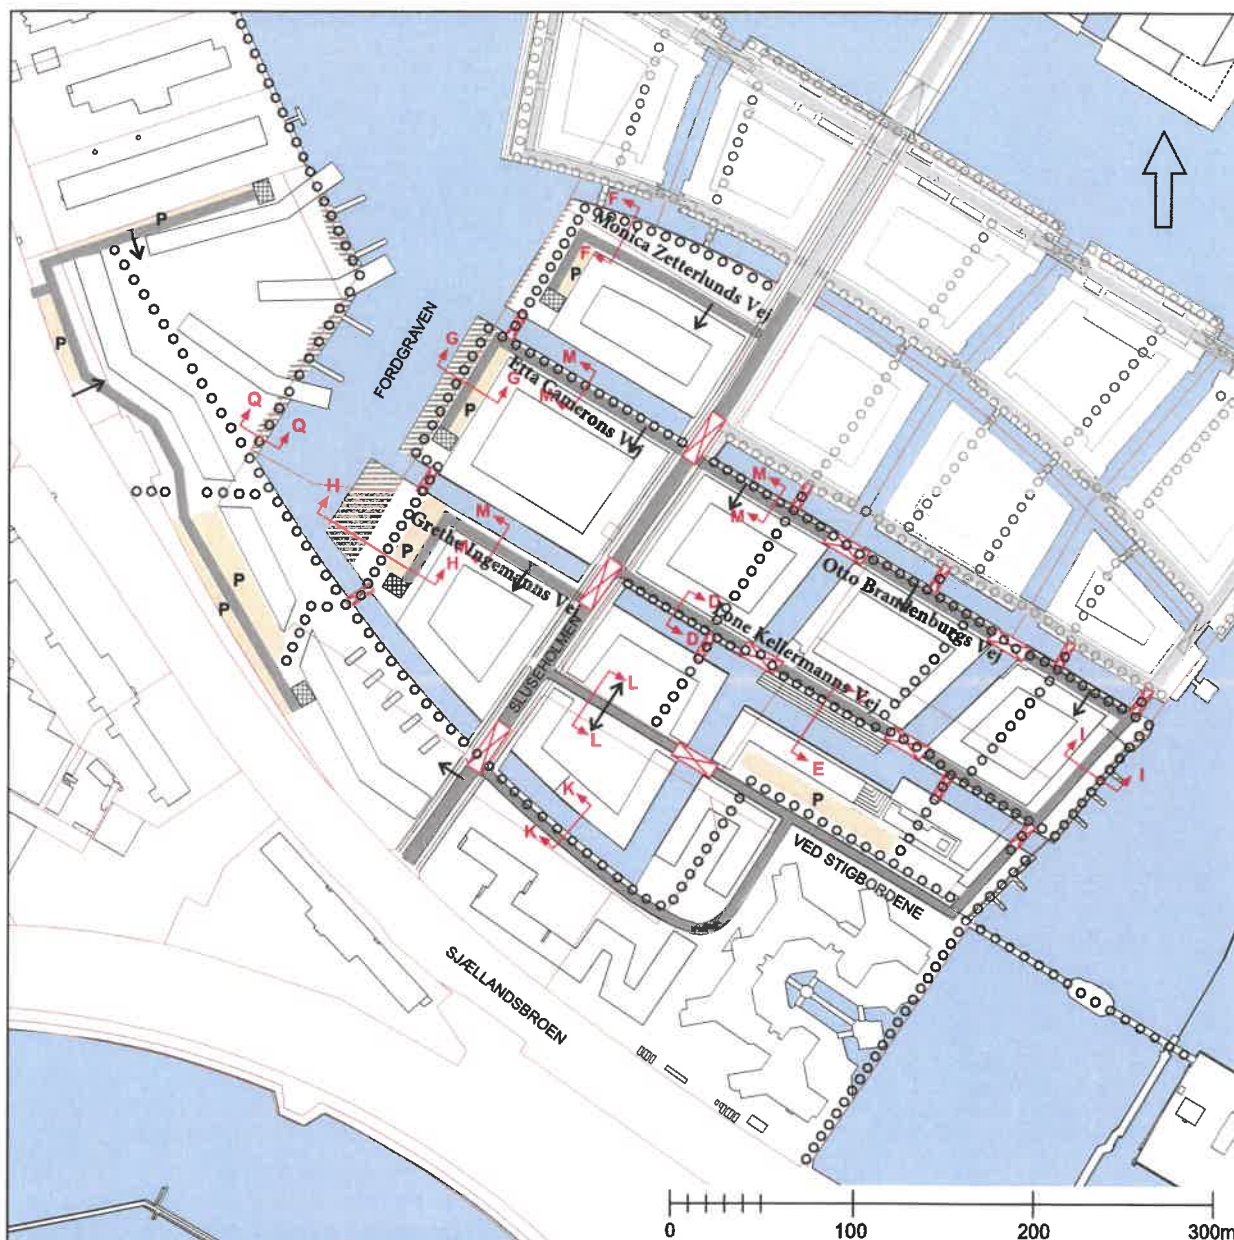 F
Monica Zetterlunds Vej
F
P
P
FORDGRAVEN
G
G
M
M
Etta Camerons Vej
P
P
Q
Q
H
M
M
M
Grethe Ingemanns Vej
P
H
P
P
D
D
Lone Kellermanns Vej
Otto Brandenburgs Vej
SLUSEHOLMEN
L
L
E
I
I
K
K
P
VED STIGBORDENE
SJÆLLANDSBROEN
0 100 200 300m